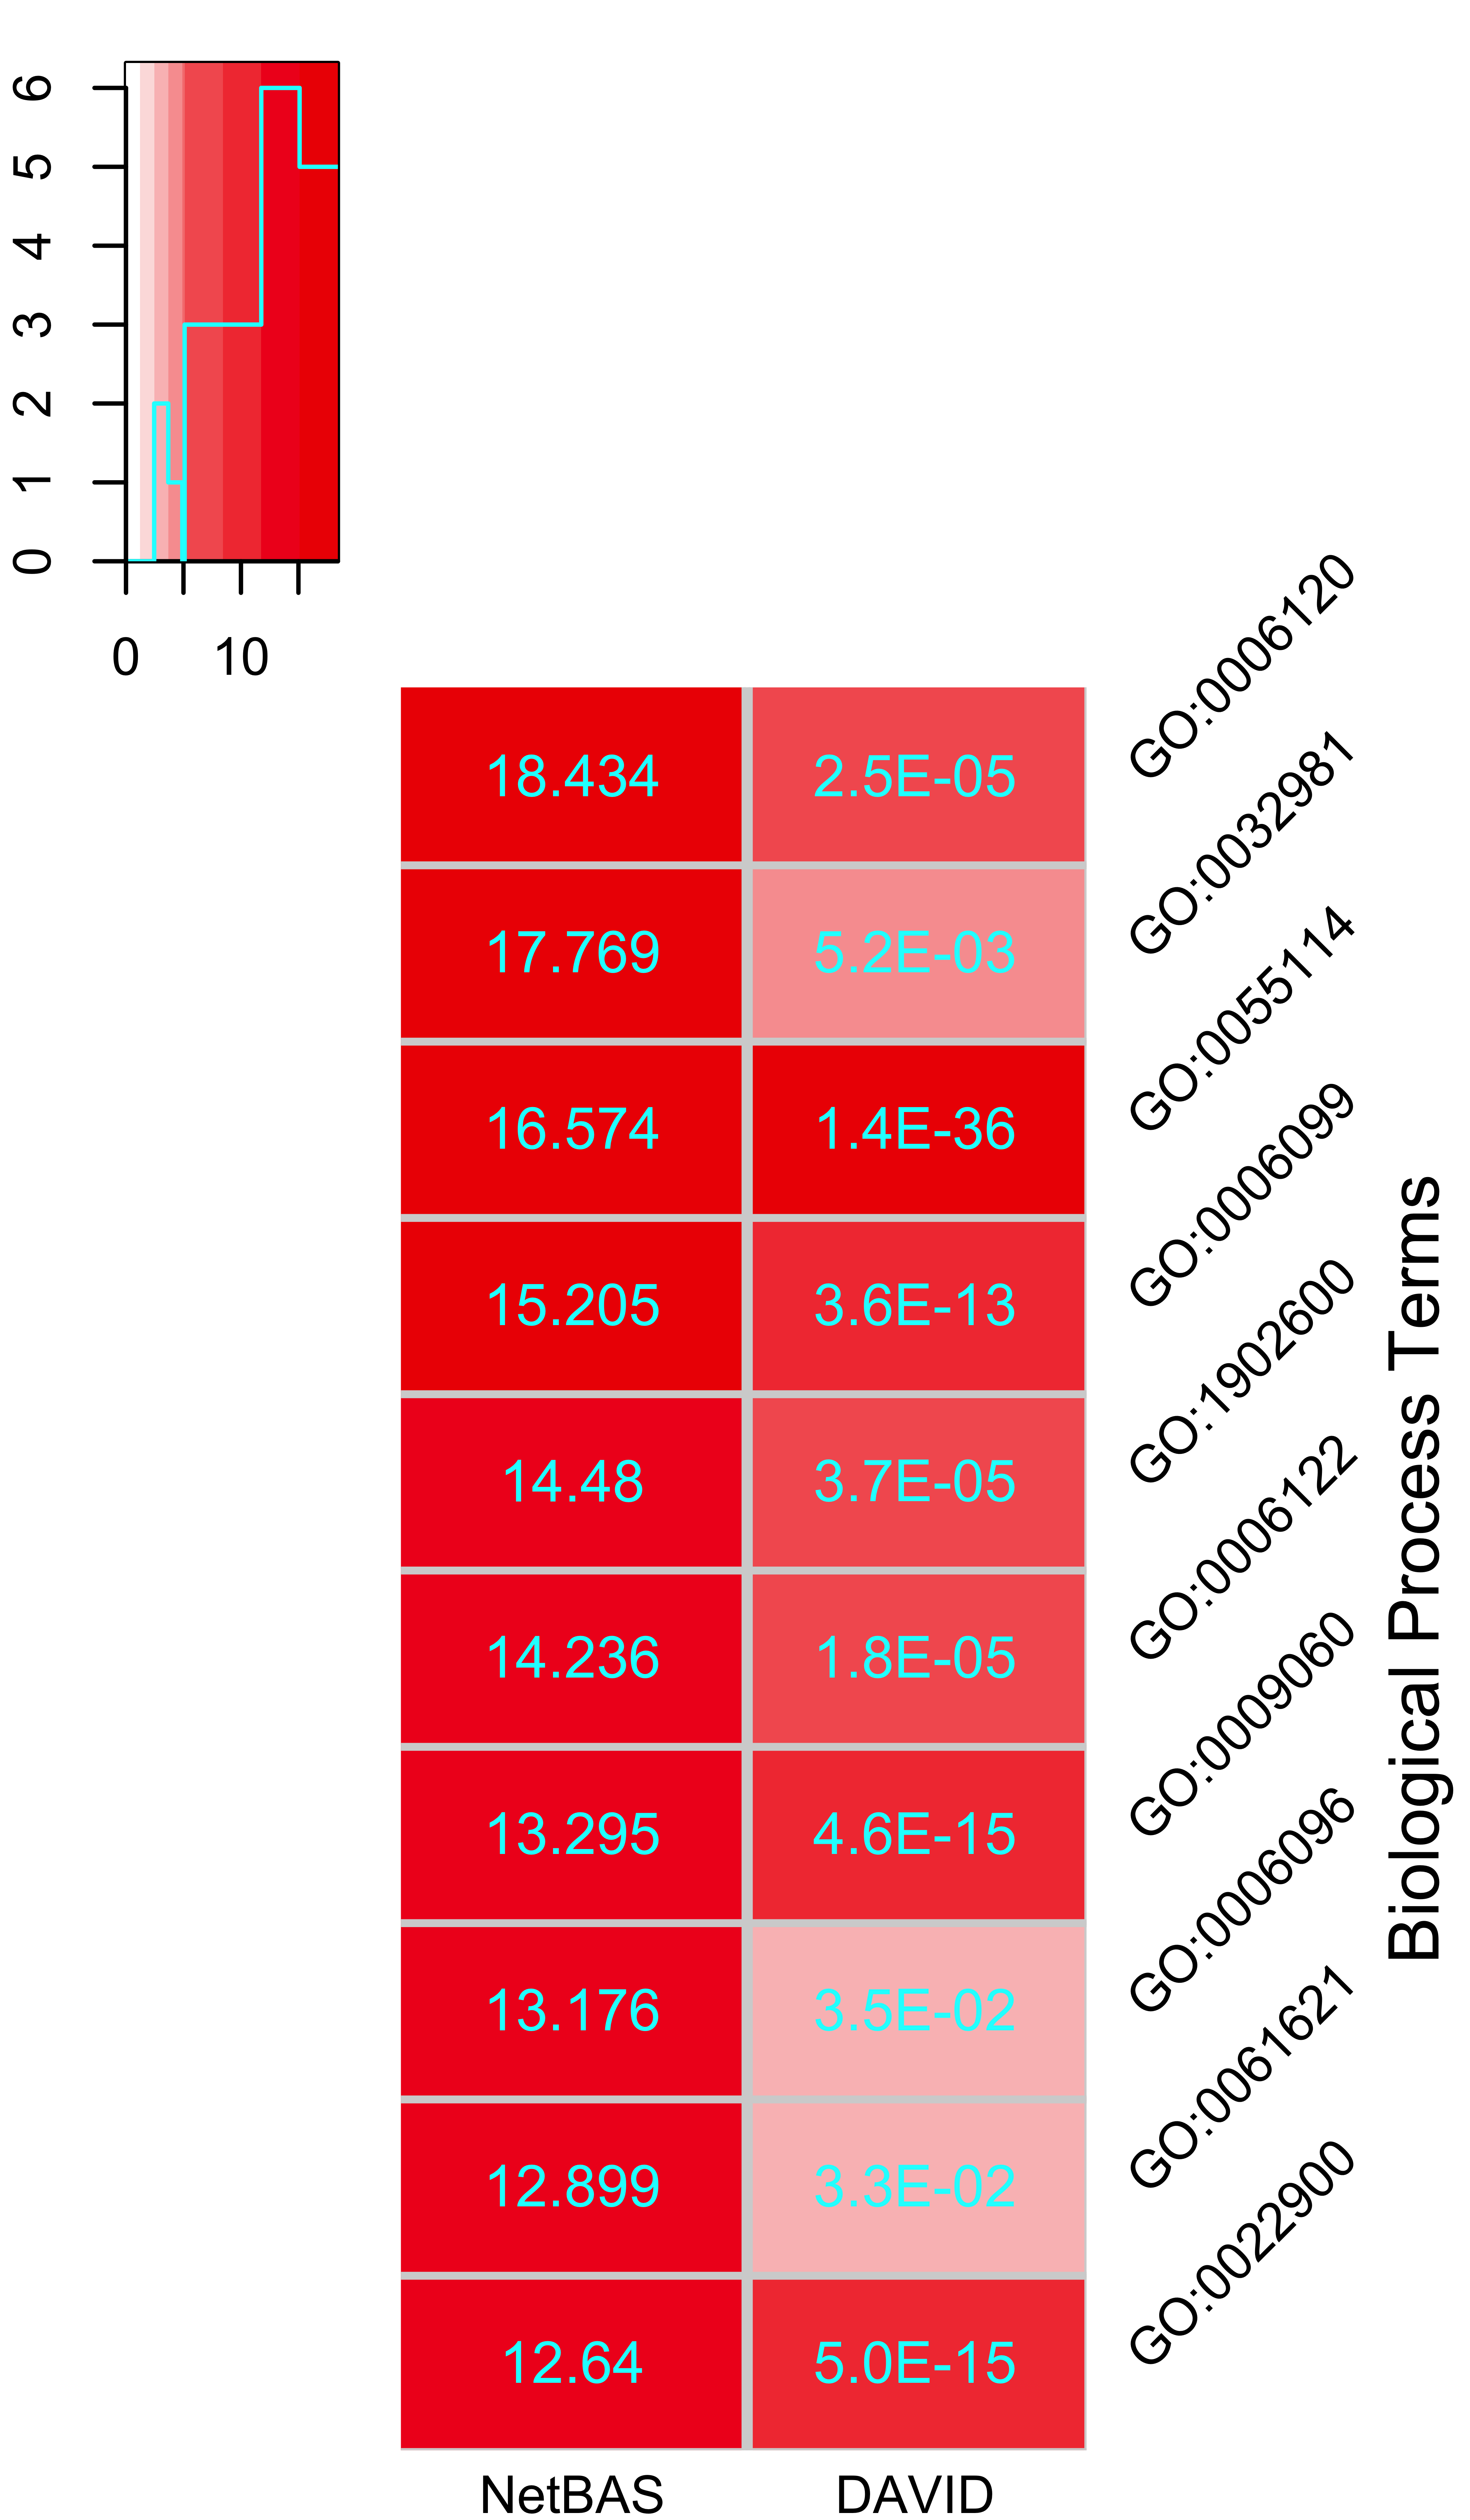 6
5
4
3
2
1
0
0 10
18.434 2.5E-05 GO:0006120
17.769 5.2E-03 GO:0032981
16.574 1.4E-36 GO:0055114
15.205 3.6E-13 GO:0006099
14.48 3.7E-05 GO:1902600
14.236 1.8E-05 GO:0006122
13.295 4.6E-15 GO:0009060
13.176 3.5E-02 GO:0006096
12.899 3.3E-02 GO:0061621
12.64 5.0E-15 GO:0022900
NetBAS DAVID
Biological Process Terms